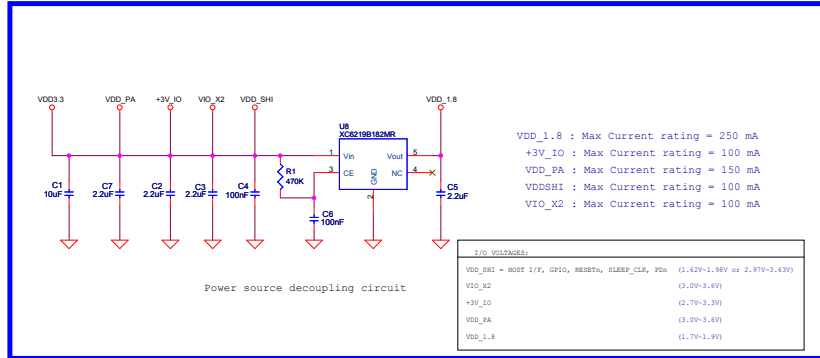 VDD3.3 VDD_PA +3V_IO VIO_X2 VDD_SHI VDD_1.8
U8
XC6219B182MR
1 Vin Vout 5
3 CE NC 4
GND
2
R1
470K
C1
10uF
C7
2.2uF
C2
2.2uF
C3
2.2uF
C4
100nF
C6
100nF
C5
2.2uF
VDD_1.8 : Max Current rating = 250 mA
+3V_IO : Max Current rating = 100 mA
VDD_PA : Max Current rating = 150 mA
VDDSHI : Max Current rating = 100 mA
VIO_X2 : Max Current rating = 100 mA
Power source decoupling circuit
I/O VOLTAGES:
VDD_SHI = HOST I/F, GPIO, RESETn, SLEEP_CLK, PDn (1.62V~1.98V or 2.97V~3.63V)
VIO_X2 (3.0V~3.6V)
+3V_IO (2.7V~3.3V)
VDD_PA (3.0V~3.6V)
VDD_1.8 (1.7V~1.9V)